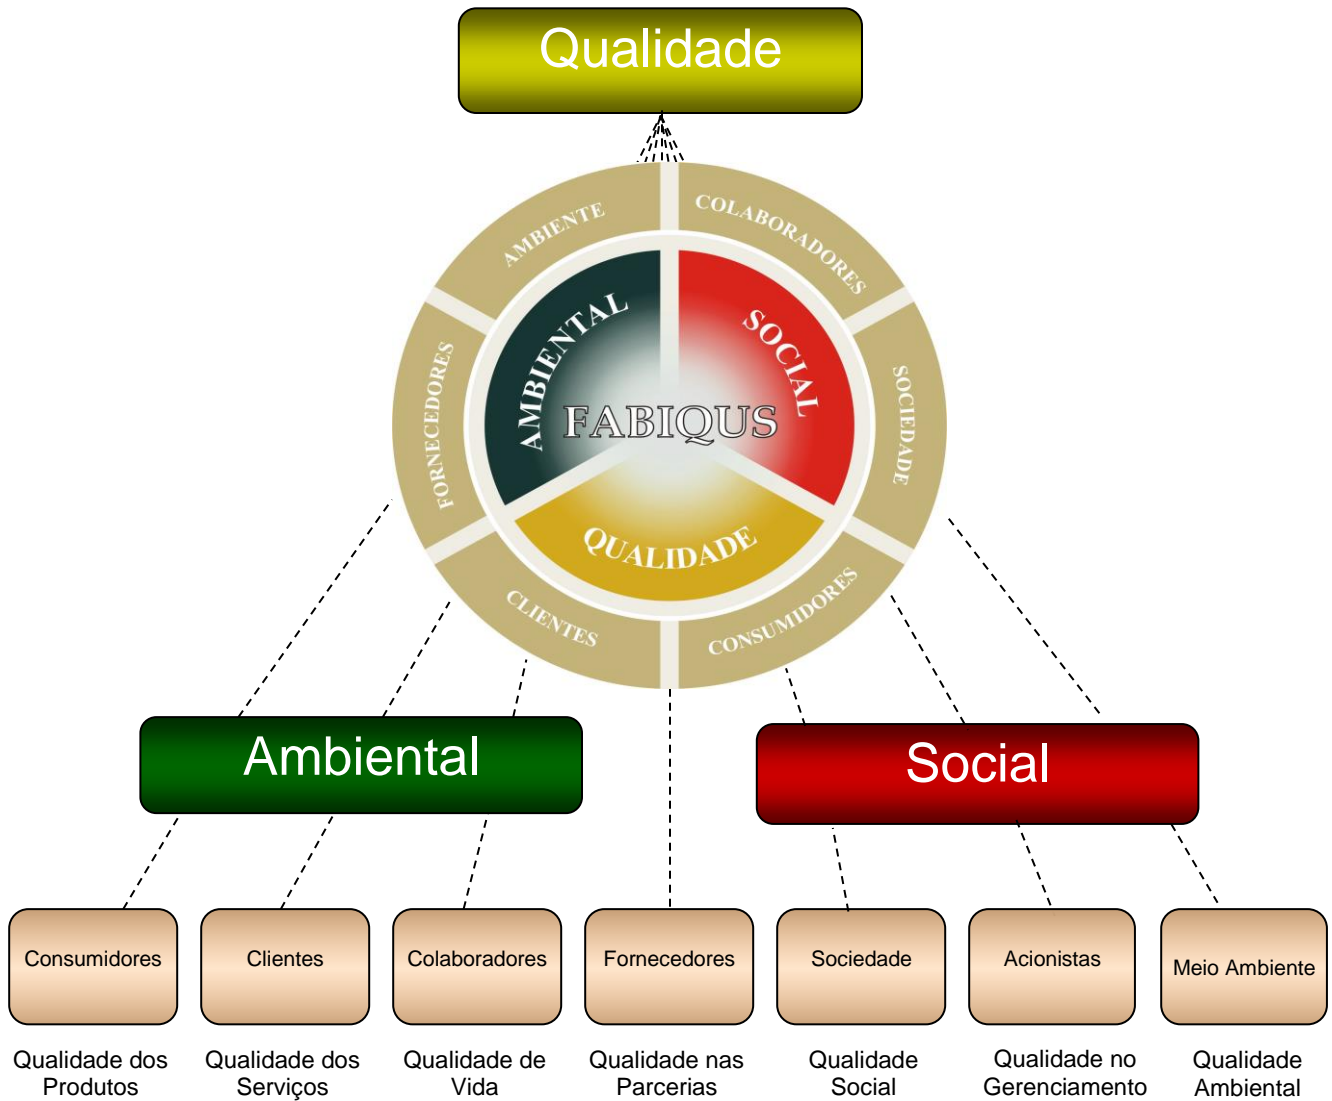 Qualidade
AMBIENTE
COLABORADORES
FORNECEDORES
SOCIEDADE
CLIENTES
CONSUMIDORES
AMBIENTAL
SOCIAL
FABIQUS
QUALIDADE
Ambiental
Social
Consumidores
Clientes
Colaboradores
Fornecedores
Sociedade
Acionistas
Meio Ambiente
Qualidade dos
Produtos
Qualidade dos
Serviços
Qualidade de
Vida
Qualidade nas
Parcerias
Qualidade
Social
Qualidade no
Gerenciamento
Qualidade
Ambiental